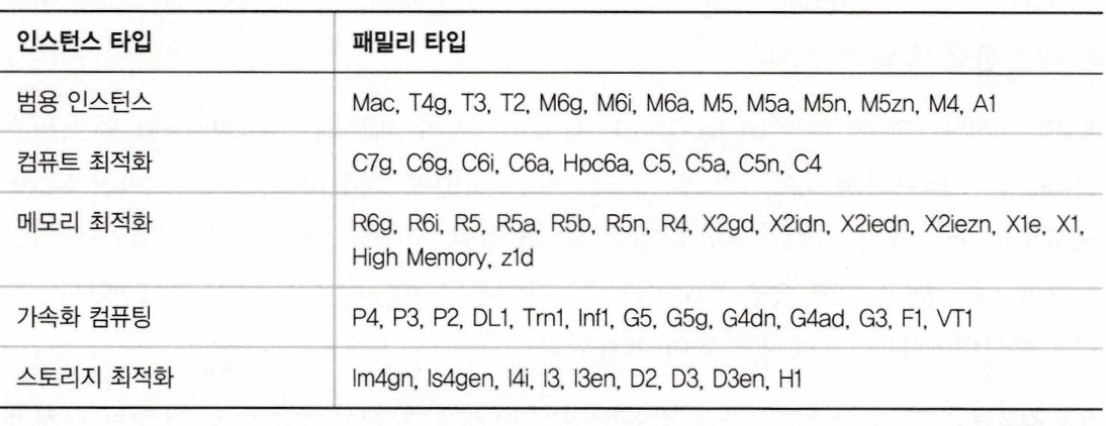 인스턴스 타입 패밀리 타입
범용 인스턴스 Mac, T4g, T3, T2, M6g, M6i, M6a, M5, M5a, M5n, M5zn, M4, A1
컴퓨트 최적화 C7g, C6g, C6i, C6a, Hpc6a, C5, C5a, C5n, C4
메모리 최적화 R6g, R6i, R5, R5a, R5b, R5n, R4, X2gd, X2idn, X2iedn, X2iezn, X1e, X1,
High Memory, z1d
가속화 컴퓨팅 P4, P3, P2, DL1, Trn1, Inf1, G5, G5g, G4dn, G4ad, G3, F1, VT1
스토리지 최적화 Im4gn, Is4gen, I4i, I3, I3en, D2, D3, D3en, H1